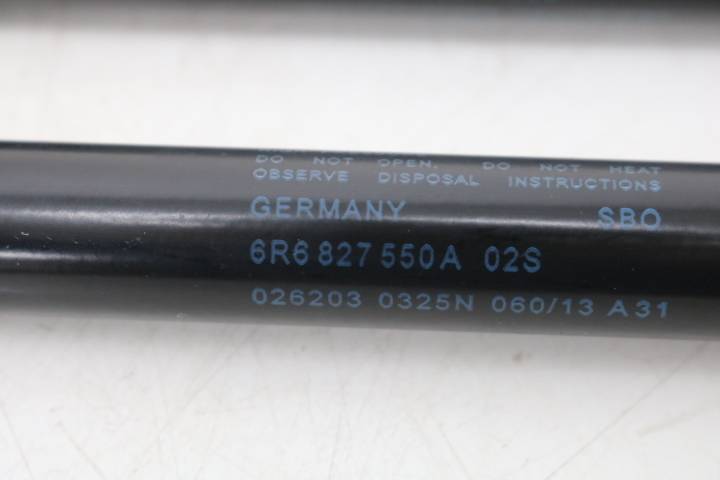 DO NOT OPEN. DO NOT HEAT
OBSERVE DISPOSAL INSTRUCTIONS
GERMANY SBO
6R6 827 550A 02S
026203 0325N 060/13 A31